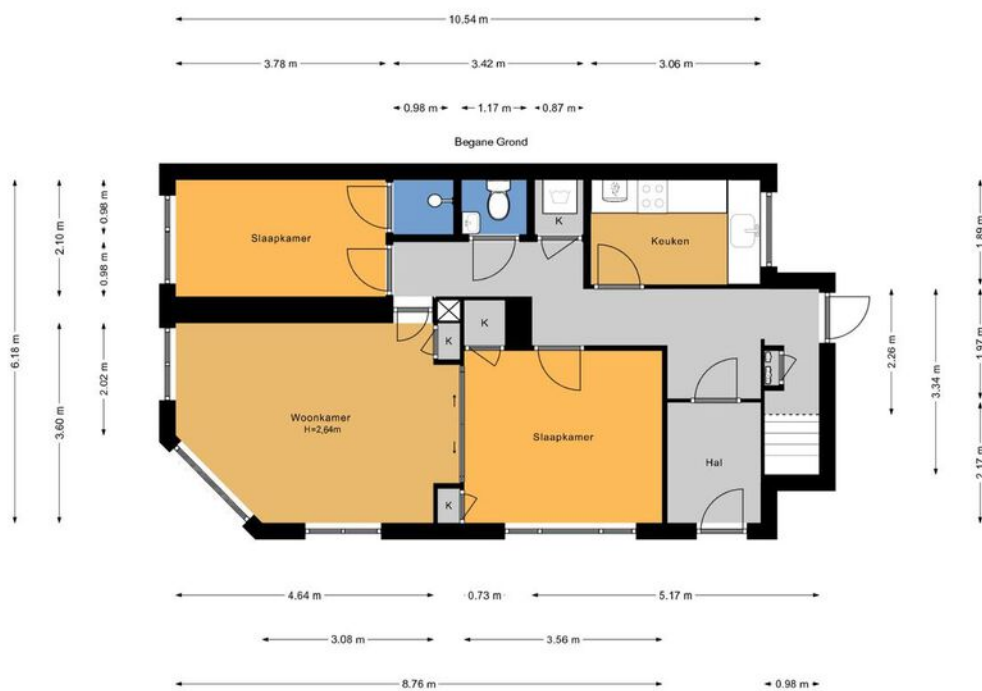 10.54 m
3.78 m 3.42 m 3.06 m
0.98 m 1.17 m 0.87 m
Begane Grond
6.18 m
2.10 m
3.60 m
0.98 m
0.98 m
2.02 m
Slaapkamer
K
Keuken
K
K
Woonkamer
H=2,64m
Slaapkamer
K
Hal
2.26 m
3.34 m
1.89 m
1.97 m
2.17 m
4.64 m 0.73 m 5.17 m
3.08 m 3.56 m
8.76 m 0.98 m